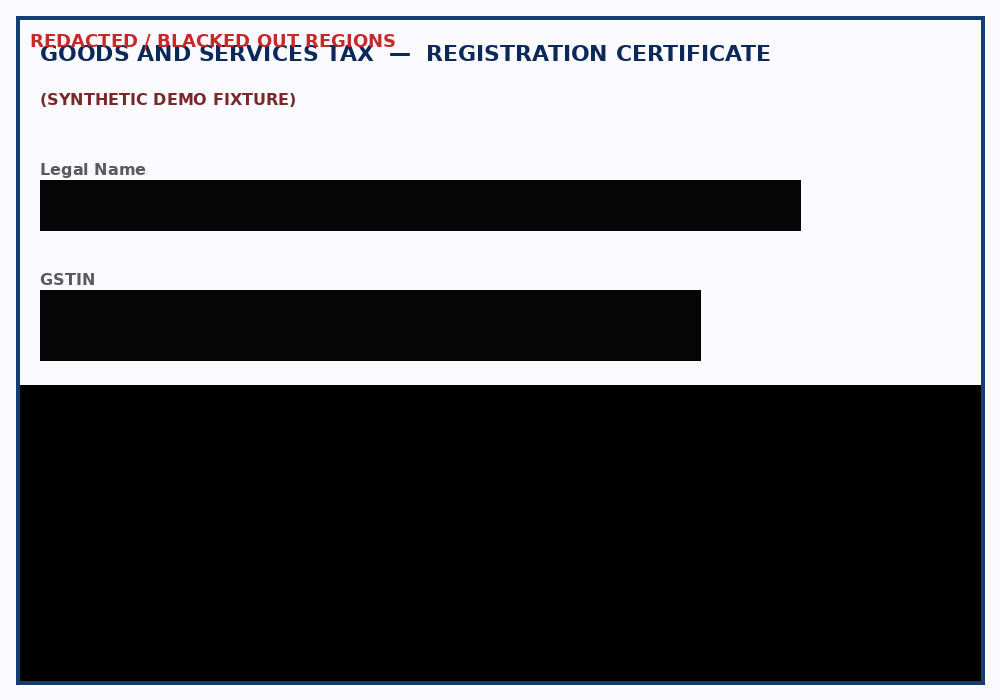 REDACTED / BLACKED OUT REGIONS
GOODS AND SERVICES TAX — REGISTRATION CERTIFICATE
(SYNTHETIC DEMO FIXTURE)
Legal Name
GSTIN